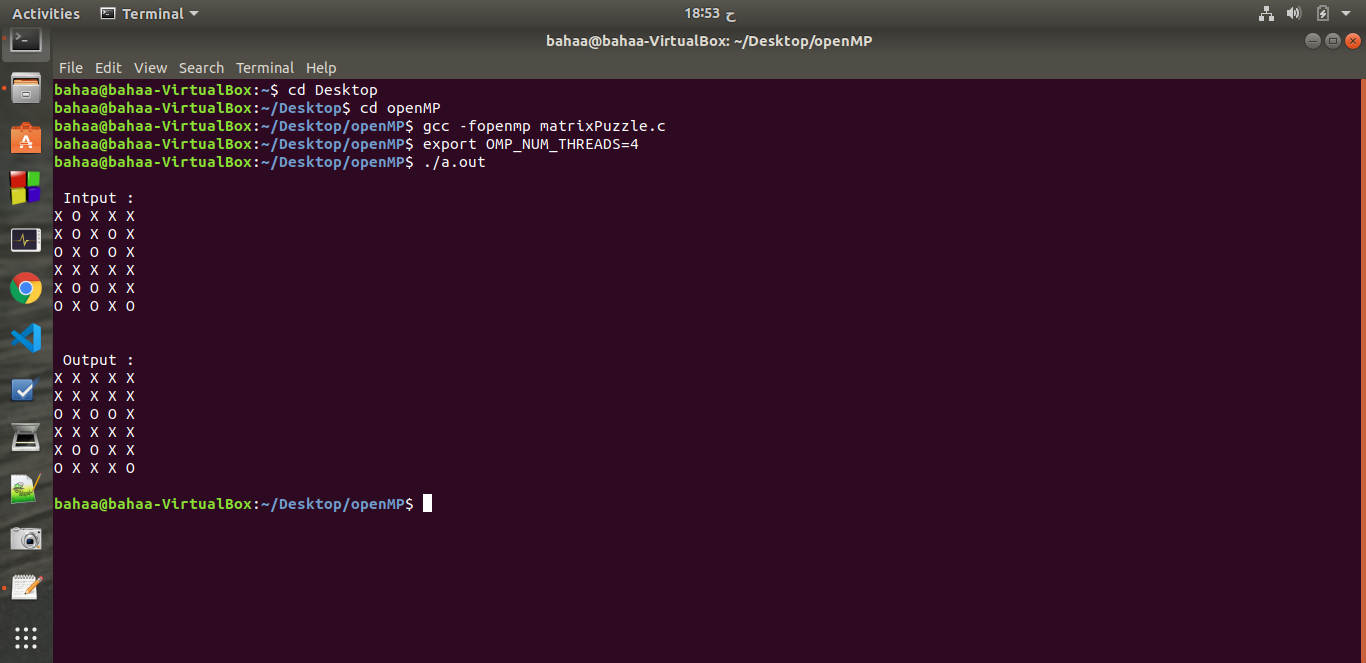 Activities Terminal 18:53 ح
bahaa@bahaa-VirtualBox: ~/Desktop/openMP
File Edit View Search Terminal Help
bahaa@bahaa-VirtualBox:~$ cd Desktop
bahaa@bahaa-VirtualBox:~/Desktop$ cd openMP
bahaa@bahaa-VirtualBox:~/Desktop/openMP$ gcc -fopenmp matrixPuzzle.c
bahaa@bahaa-VirtualBox:~/Desktop/openMP$ export OMP_NUM_THREADS=4
bahaa@bahaa-VirtualBox:~/Desktop/openMP$ ./a.out
Intput :
X O X X X
X O X O X
O X O O X
X X X X X
X O O X X
O X O X O
Output :
X X X X X
X X X X X
O X O O X
X X X X X
X O O X X
O X X X O
bahaa@bahaa-VirtualBox:~/Desktop/openMP$